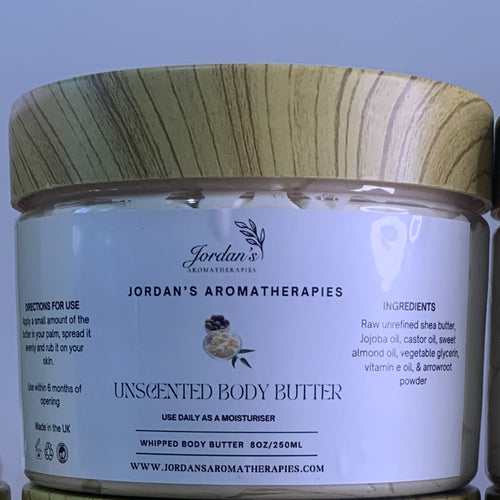 Jordan's
AROMATHERAPIES
JORDAN'S AROMATHERAPIES
DIRECTIONS FOR USE
Apply a small amount of the
butter in your palm, spread it
evenly and rub it on your
skin.
Use within 6 months of
opening
Made in the UK
UNSCENTED BODY BUTTER
USE DAILY AS A MOISTURISER
WHIPPED BODY BUTTER 8OZ/250ML
WWW.JORDANSAROMATHERAPIES.COM
INGREDIENTS
Raw unrefined shea butter,
Jojoba oil, castor oil, sweet
almond oil, vegetable glycerin,
vitamin e oil, & arrowroot
powder